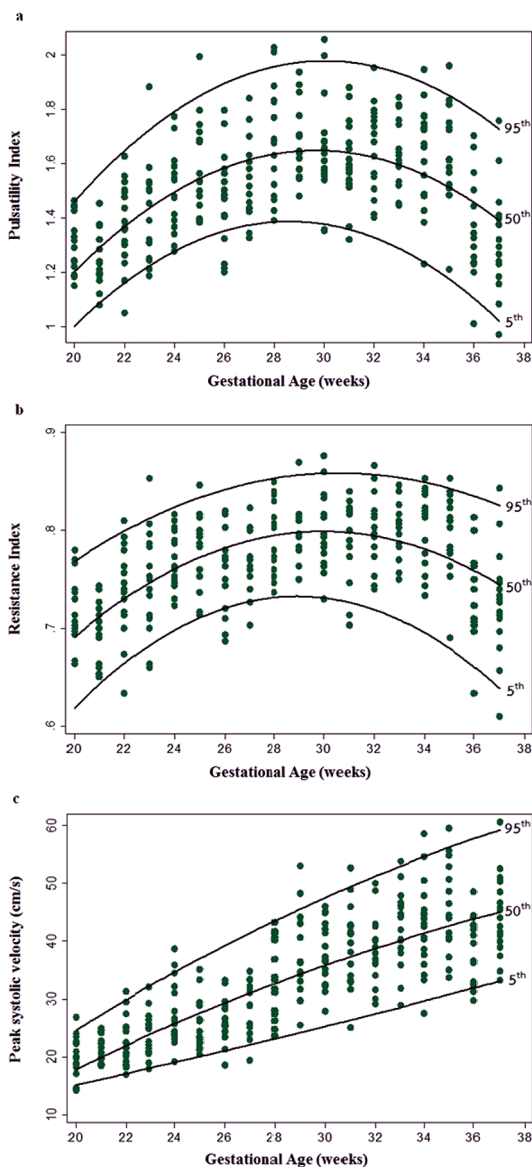 a
Pulsatility Index
2
1.8
1.6
1.4
1.2
1
95th
50th
5th
20 22 24 26 28 30 32 34 36 38
Gestational Age (weeks)
b
Resistance Index
.9
.8
.7
.6
95th
50th
5th
20 22 24 26 28 30 32 34 36 38
Gestational Age (weeks)
c
Peak systolic velocity (cm/s)
60
50
40
30
20
10
95th
50th
5th
20 22 24 26 28 30 32 34 36 38
Gestational Age (weeks)